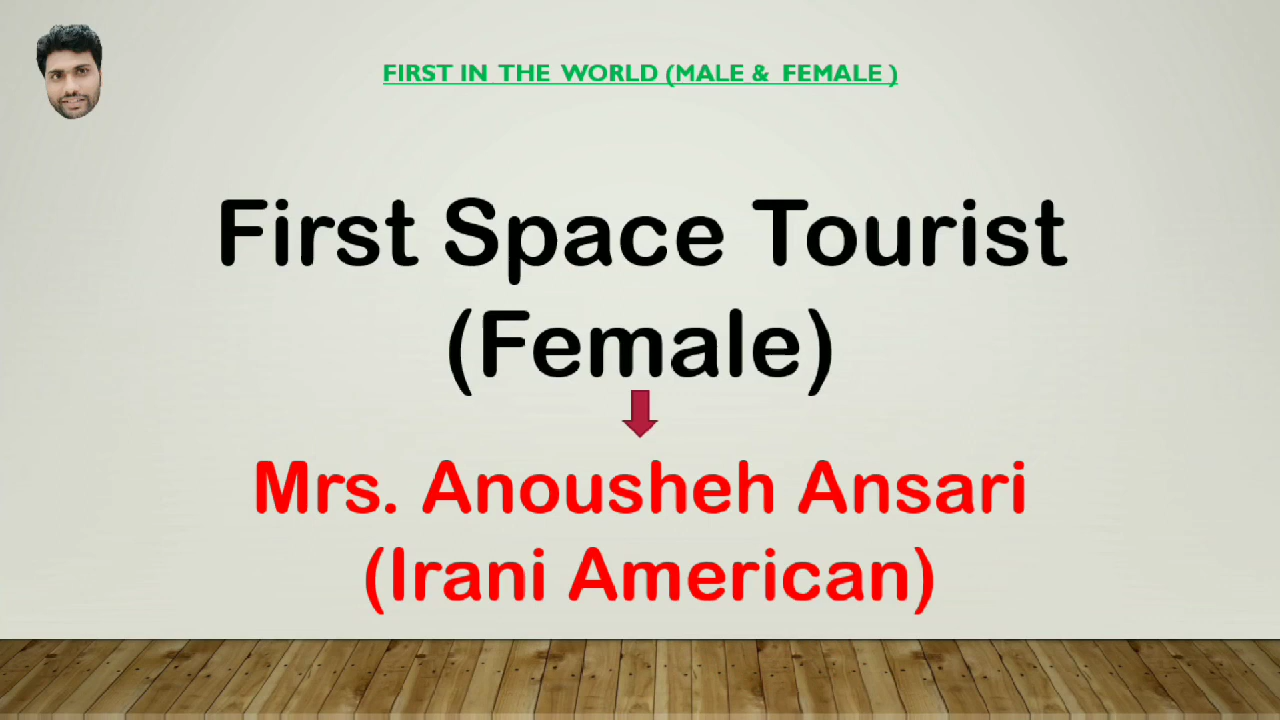 FIRST IN THE WORLD (MALE & FEMALE )
First Space Tourist
(Female)
Mrs. Anousheh Ansari
(Irani American)